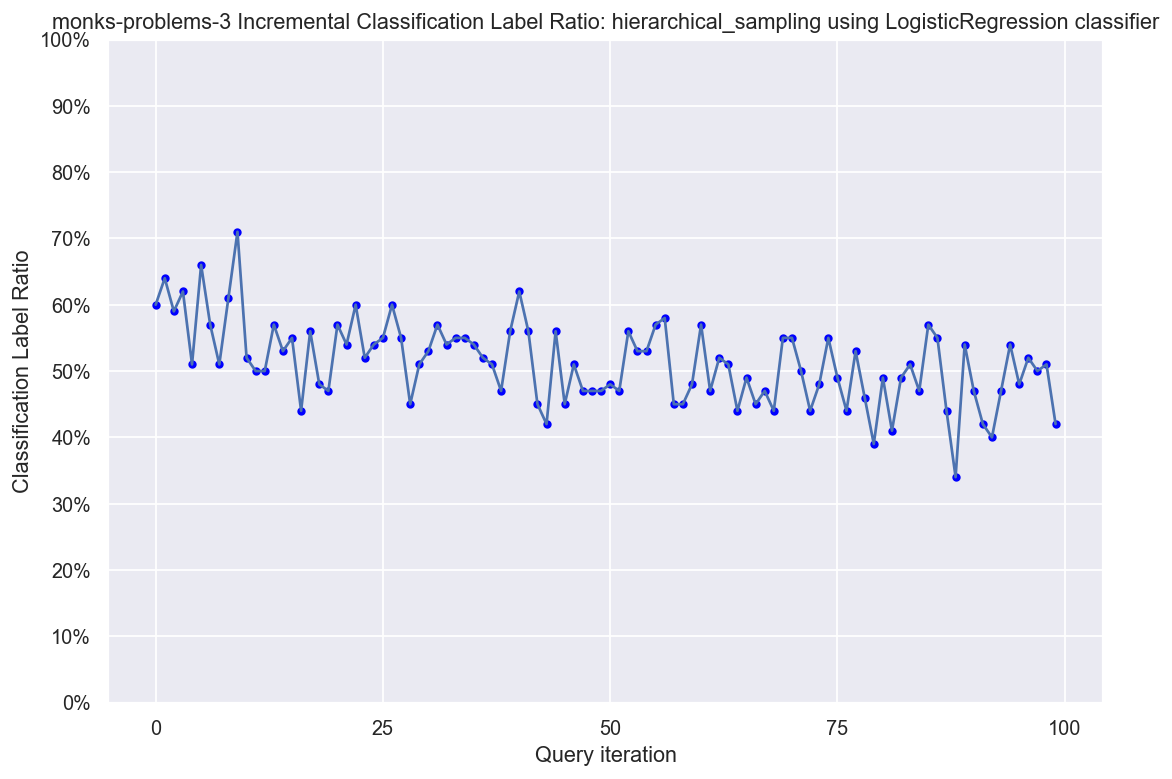 monks-problems-3 Incremental Classification Label Ratio: hierarchical_sampling using LogisticRegression classifier
100%
90%
80%
70%
60%
50%
40%
30%
20%
10%
0%
Classification Label Ratio
0 25 50 75 100
Query iteration